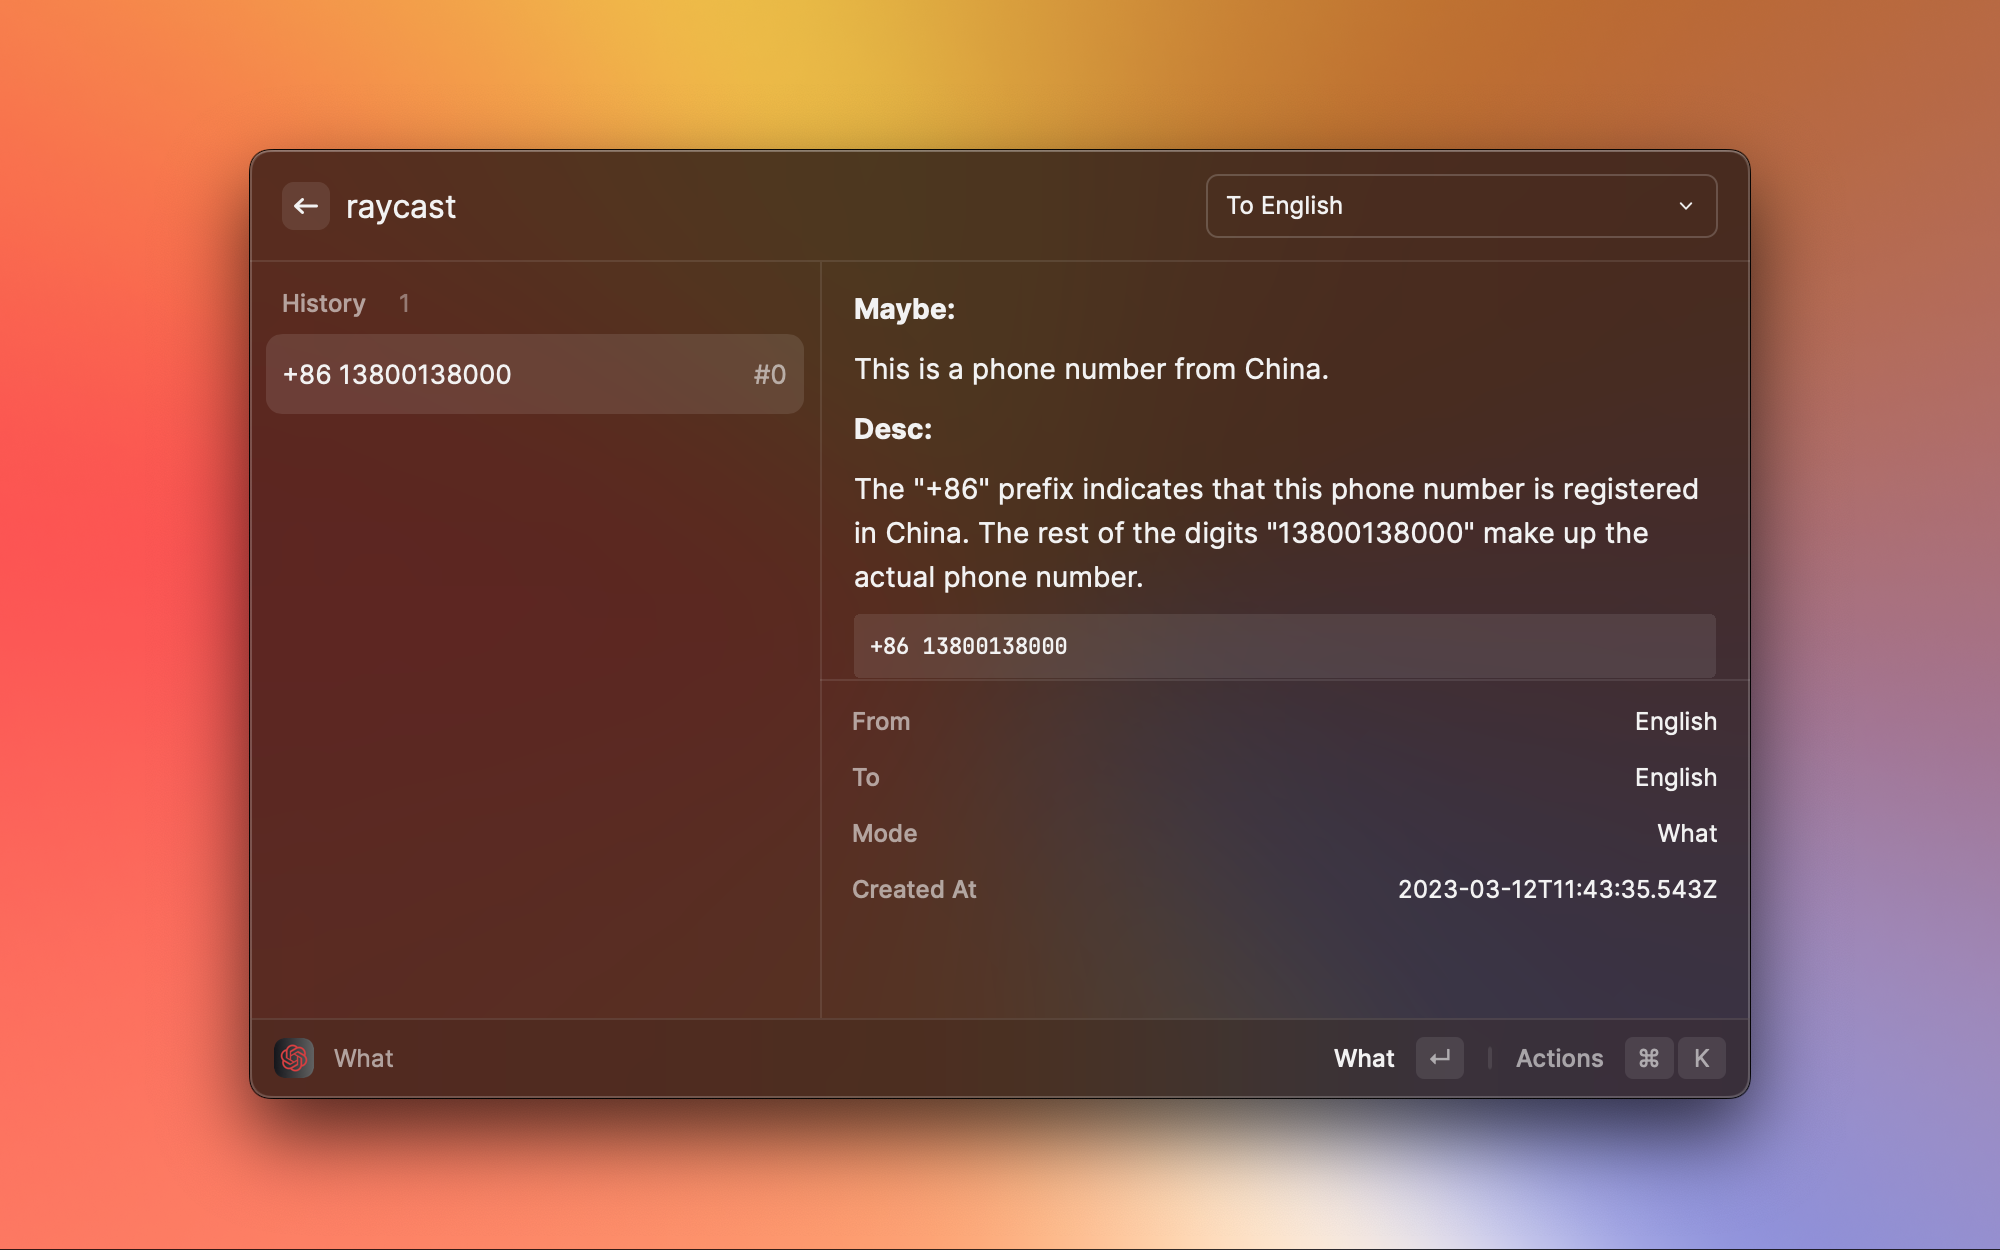 raycast
To English
History 1
+86 13800138000 #0
Maybe:
This is a phone number from China.
Desc:
The "+86" prefix indicates that this phone number is registered
in China. The rest of the digits "13800138000" make up the
actual phone number.
+86 13800138000
From English
To English
Mode What
Created At 2023-03-12T11:43:35.543Z
What
What ↵ | Actions ⌘ K